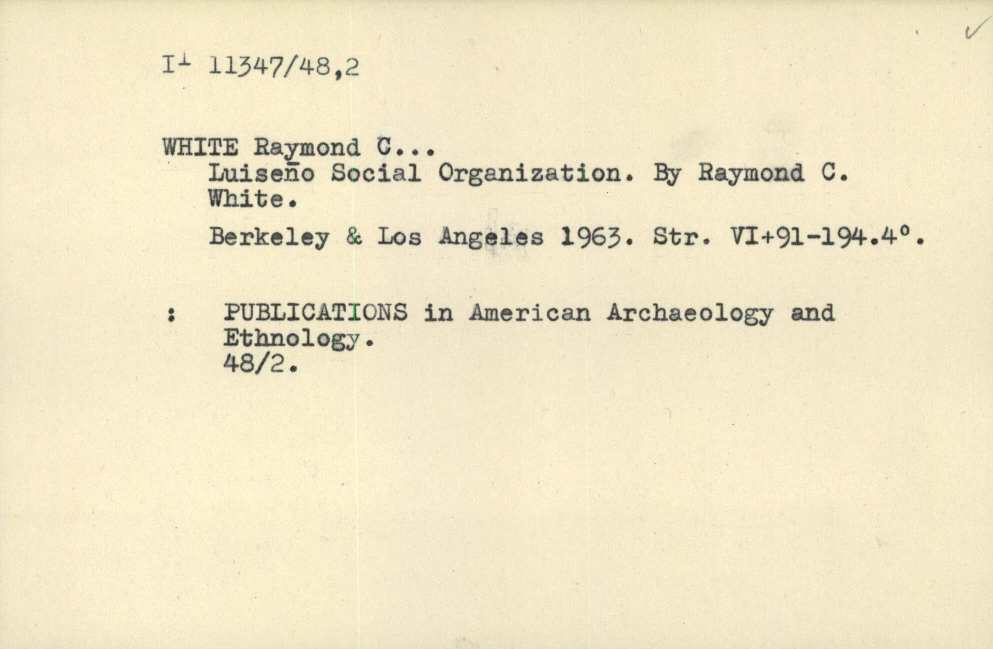 I⊥ 11347/48,2
WHITE Raymond C...
Luiseño Social Organization. By Raymond C.
White.
Berkeley & Los Angeles 1963. Str. VI+91-194.4°.
: PUBLICATIONS in American Archaeology and
Ethnology.
48/2.